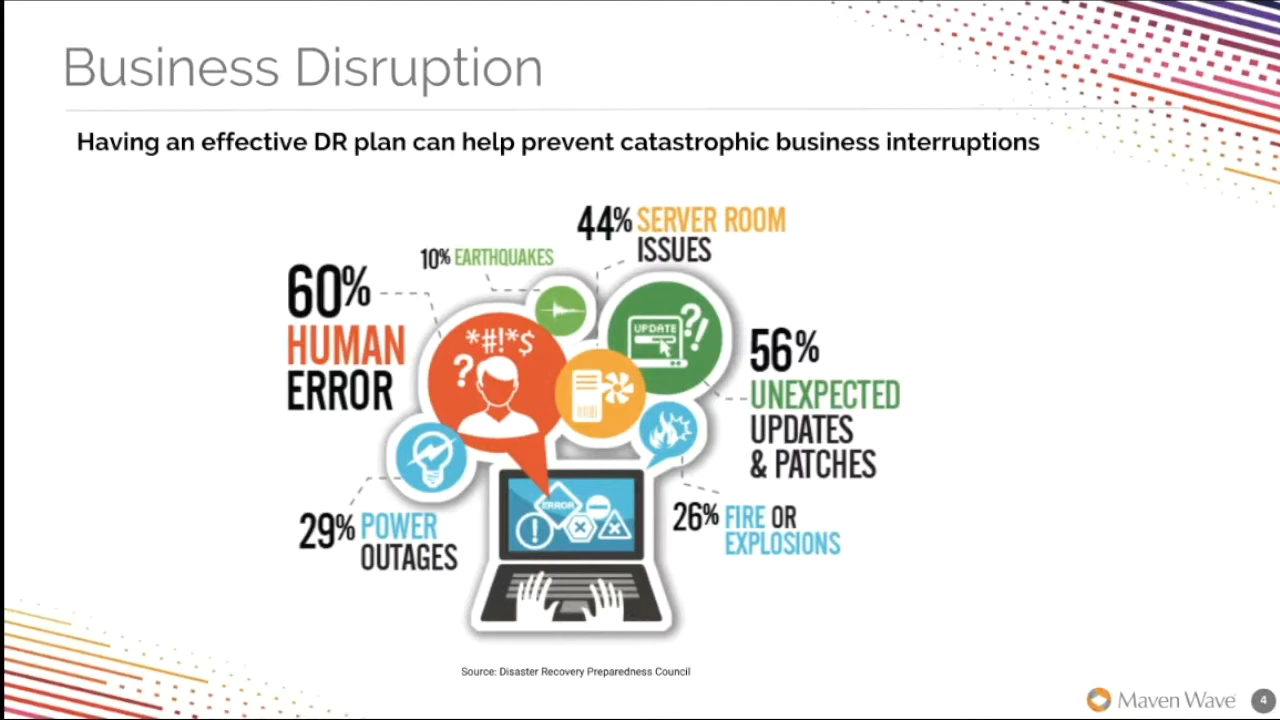 Business Disruption
Having an effective DR plan can help prevent catastrophic business interruptions
44% SERVER ROOM
ISSUES
10% EARTHQUAKES
60%
HUMAN
ERROR
*#!*$
?
UPDATE
?!
56%
UNEXPECTED
UPDATES
& PATCHES
29% POWER
OUTAGES
ERROR
!
26% FIRE OR
EXPLOSIONS
Source: Disaster Recovery Preparedness Council
Maven Wave
4